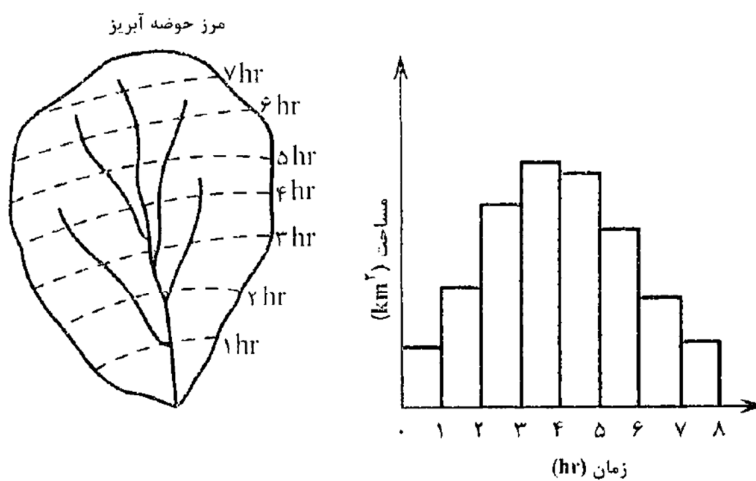 مرز حوضه آبریز
۷hr
۶hr
۵hr
۴hr
۳hr
۲hr
۱hr
مساحت (km۲)
۰ ۱ ۲ ۳ ۴ ۵ ۶ ۷ ۸
زمان (hr)